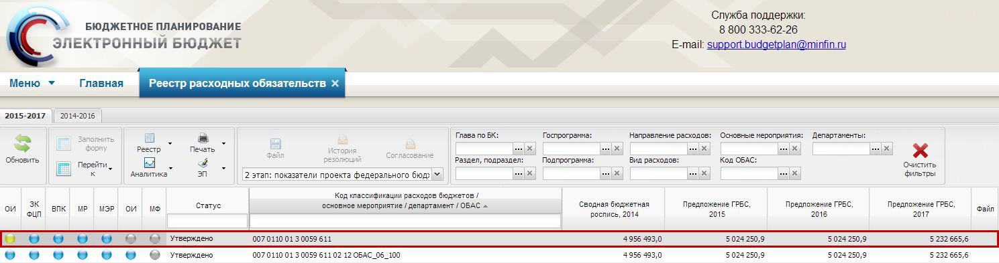 БЮДЖЕТНОЕ ПЛАНИРОВАНИЕ
ЭЛЕКТРОННЫЙ БЮДЖЕТ
Служба поддержки:
8 800 333-62-26
E-mail: support.budgetplan@minfin.ru
Меню Главная Реестр расходных обязательств
2015-2017 2014-2016
Обновить
Заполнить форму
Перейти к
Реестр
Печать
Аналитика
ЭП
Файл
История резолюций
Согласование
2 этап: показатели проекта федерального бюд
Глава по БК: Госпрограмма: Направление расходов: Основные мероприятия: Департаменты:
Раздел, подраздел: Подпрограмма: Вид расходов: Код ОБАС:
Очистить фильтры
ОИ ЗК ФЦП ВПК МР МЭР ОИ МФ Статус Код классификации расходов бюджетов / основное мероприятие / департамент / ОБАС Сводная бюджетная роспись, 2014 Предложение ГРБС, 2015 Предложение ГРБС, 2016 Предложение ГРБС, 2017 Файл
Утверждено 007 0110 01 3 0059 611 4 956 493,0 5 024 250,9 5 024 250,9 5 232 665,6
Утверждено 007 0110 01 3 0059 611 02 12 ОБАС_06_100 4 956 493,0 5 024 250,9 5 024 250,9 5 232 665,6